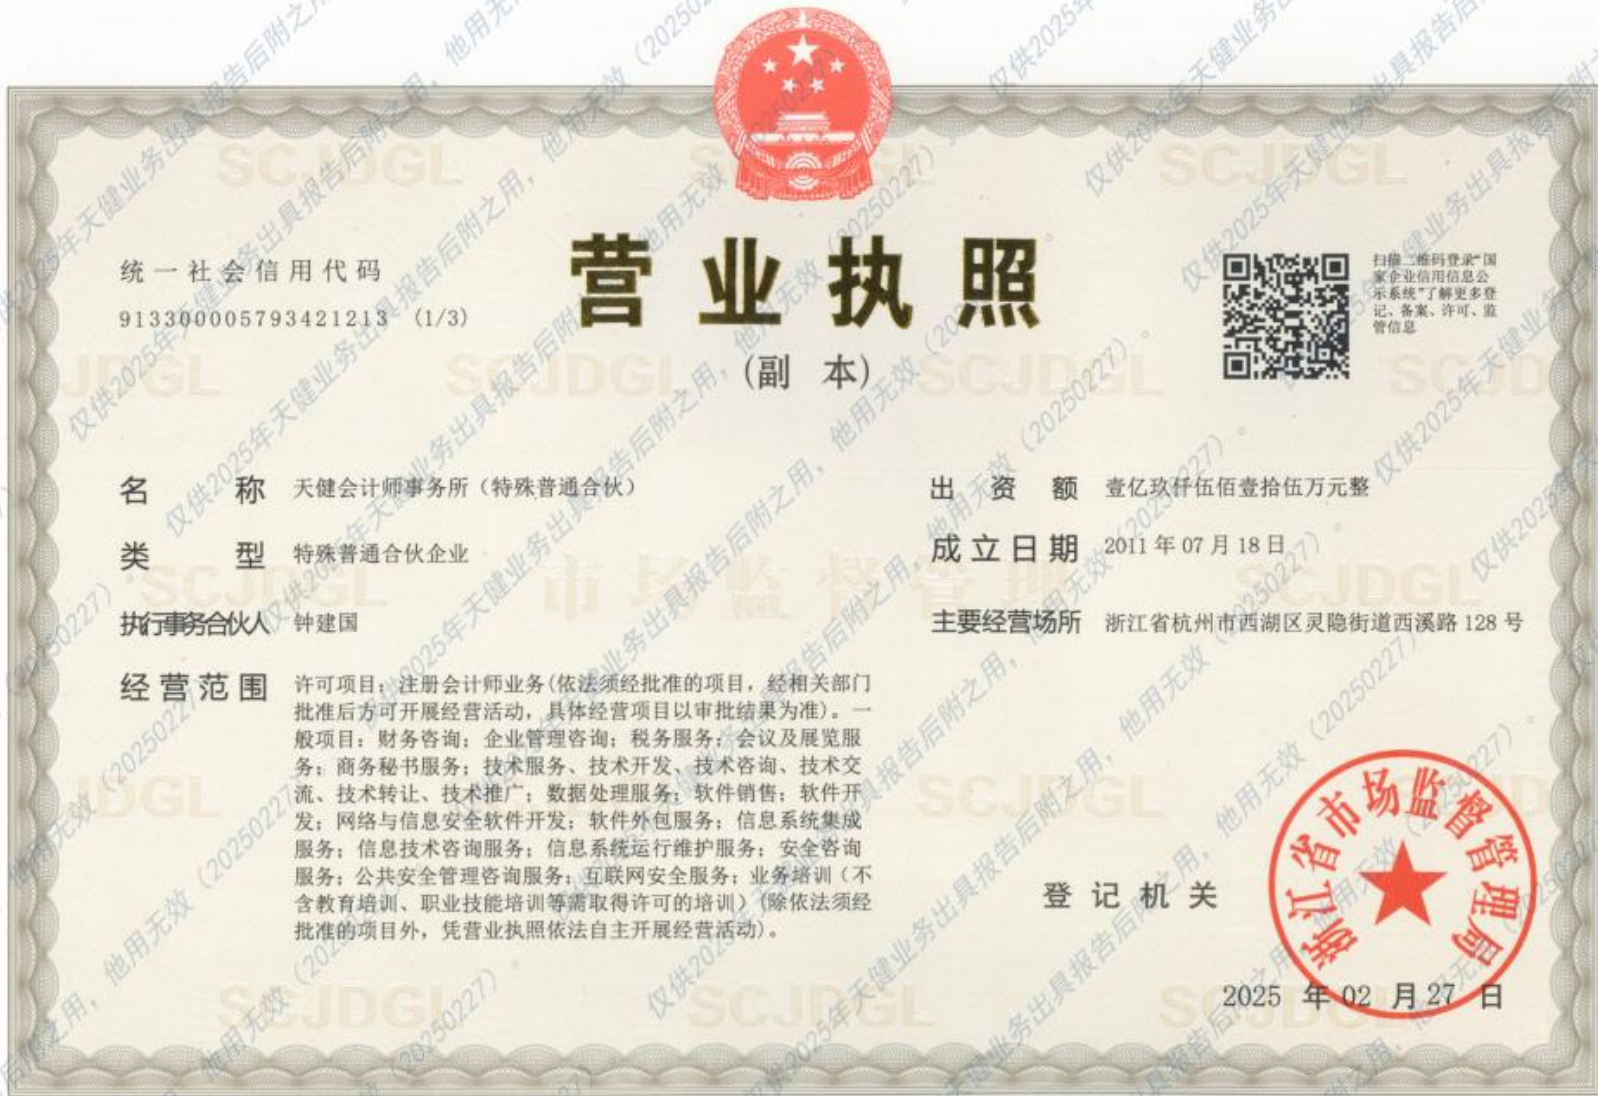 营业执照
(副 本)
统一社会信用代码
913300005793421213 (1/3)
扫描二维码登录“国
家企业信用信息公
示系统”了解更多登
记、备案、许可、监
管信息
名 称 天健会计师事务所（特殊普通合伙）
类 型 特殊普通合伙企业
执行事务合伙人 钟建国
经营范围 许可项目：注册会计师业务(依法须经批准的项目，经相关部门
批准后方可开展经营活动，具体经营项目以审批结果为准)。一
般项目：财务咨询；企业管理咨询；税务服务；会议及展览服
务；商务秘书服务；技术服务、技术开发、技术咨询、技术交
流、技术转让、技术推广；数据处理服务；软件销售；软件开
发；网络与信息安全软件开发；软件外包服务；信息系统集成
服务；信息技术咨询服务；信息系统运行维护服务；安全咨询
服务；公共安全管理咨询服务；互联网安全服务；业务培训（不
含教育培训、职业技能培训等需取得许可的培训）(除依法须经
批准的项目外，凭营业执照依法自主开展经营活动)。
出资额 壹亿玖仟伍佰壹拾伍万元整
成立日期 2011年07月18日
主要经营场所 浙江省杭州市西湖区灵隐街道西溪路128号
登记机关
浙江省市场监督管理局
2025 年 02 月 27 日
SCJDGL
市场监督管理
仅供2025年天健业务出具报告后附之用，他用无效（20250227）。